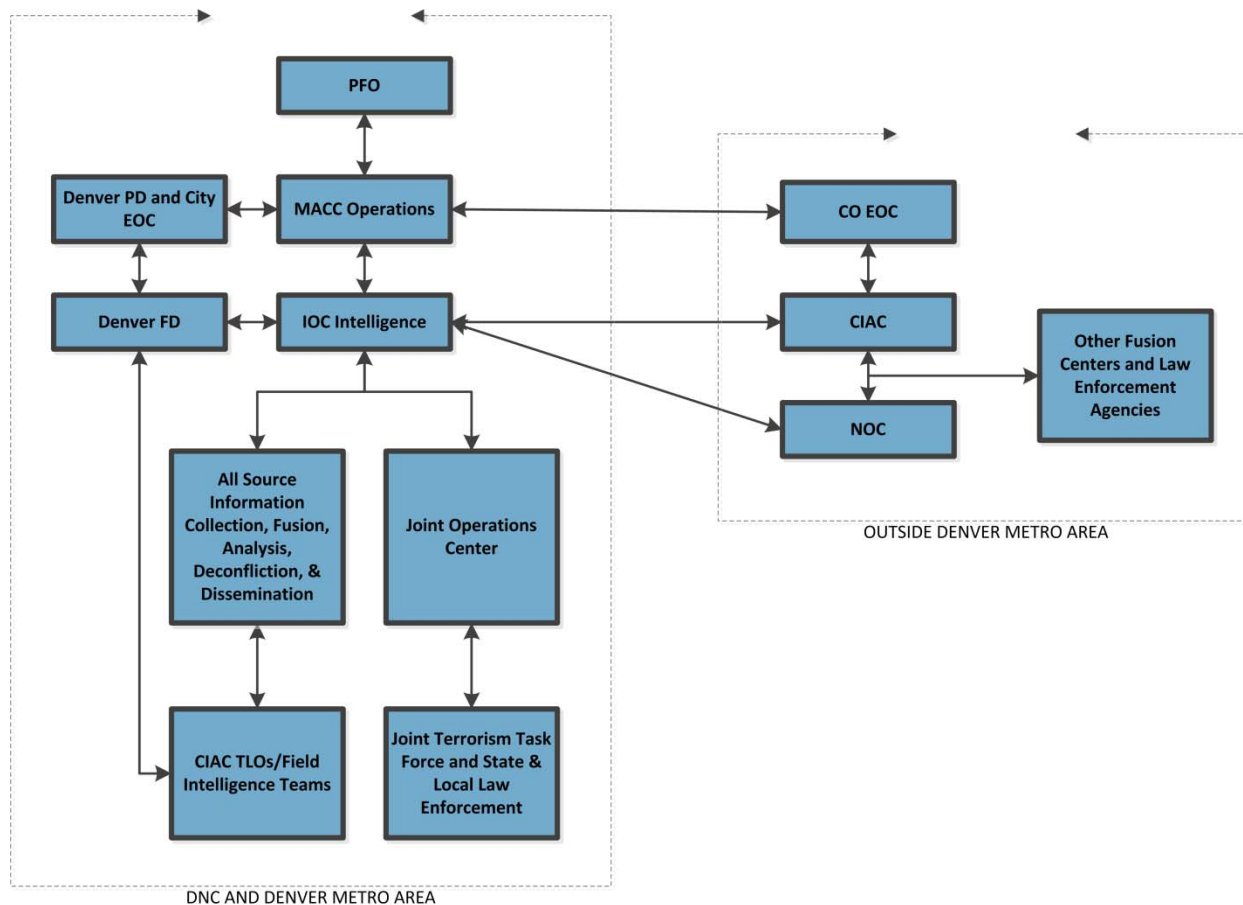 PFO
Denver PD and City
EOC
MACC Operations
CO EOC
Denver FD
IOC Intelligence
CIAC
Other Fusion
Centers and Law
Enforcement
Agencies
NOC
All Source
Information
Collection, Fusion,
Analysis,
Deconfliction, &
Dissemination
Joint Operations
Center
OUTSIDE DENVER METRO AREA
CIAC TLOs/Field
Intelligence Teams
Joint Terrorism Task
Force and State &
Local Law
Enforcement
DNC AND DENVER METRO AREA